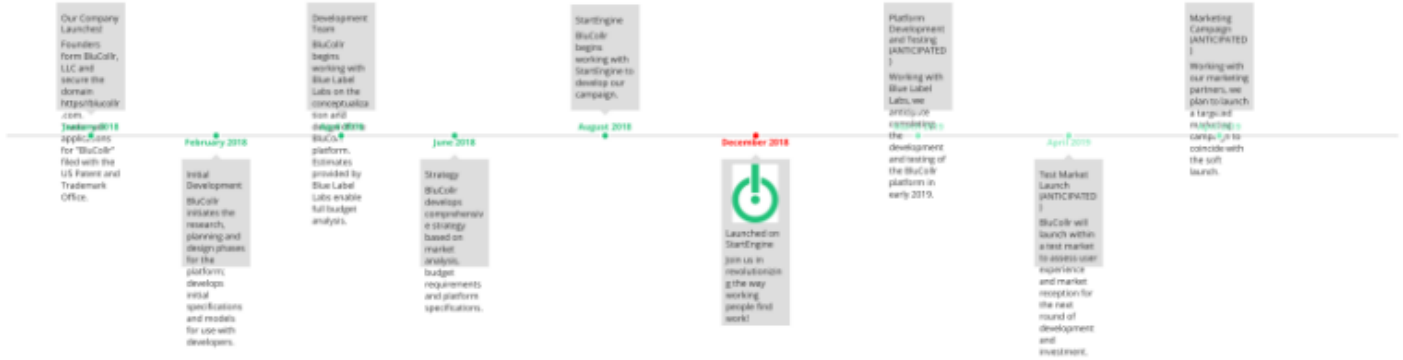 Our Company
Launched!
Founders
form BluCollr,
LLC and
secure the
domain
https://blucollr
.com.
applications
for "BluCollr"
filed with the
US Patent and
Trademark
Office.
February 2018
Initial
Development
BluCollr
initiates the
research,
planning and
design phases
for the
platform;
develops
initial
specifications
and models
for use with
developers.
Development
Team
BluCollr
begins
working with
Blue Label
Labs on the
conceptualiza
tion and
BluCollr
platform.
Estimates
provided by
Blue Label
Labs enable
full budget
analysis.
June 2018
Strategy
BluCollr
develops
comprehensiv
e strategy
based on
market
analysis,
budget
requirements
and platform
specifications.
StartEngine
BluCollr
begins
working with
StartEngine to
develop our
campaign.
August 2018
December 2018
Launched on
StartEngine
Join us in
revolutionizin
g the way
working
people find
work!
Platform
Development
and Testing
(ANTICIPATED
)
Working with
Blue Label
Labs, we
anticipate
completing
the
development
and testing of
the BluCollr
platform in
early 2019.
April 2019
Test Market
Launch
(ANTICIPATED
)
BluCollr will
launch within
a test market
to assess user
experience
and market
reception for
the next
round of
development
and
investment.
Marketing
Campaign
(ANTICIPATED
)
Working with
our marketing
partners, we
plan to launch
a targeted
marketing
campaign to
coincide with
the soft
launch.